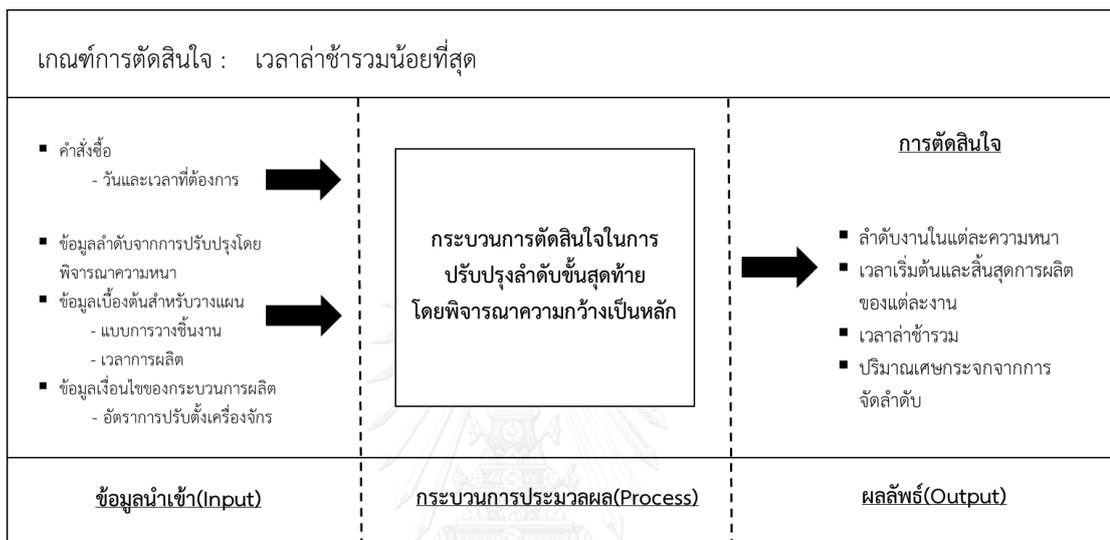 เกณฑ์การตัดสินใจ : เวลาล่าช้ารวมน้อยที่สุด
▪ คำสั่งซื้อ
- วันและเวลาที่ต้องการ
▪ ข้อมูลลำดับจากการปรับปรุงโดย
พิจารณาความหนา
▪ ข้อมูลเบื้องต้นสำหรับวางแผน
- แบบการวางชิ้นงาน
- เวลาการผลิต
▪ ข้อมูลเงื่อนไขของกระบวนการผลิต
- อัตราการปรับตั้งเครื่องจักร
กระบวนการตัดสินใจในการ
ปรับปรุงลำดับขั้นสุดท้าย
โดยพิจารณาความกว้างเป็นหลัก
การตัดสินใจ
▪ ลำดับงานในแต่ละความหนา
▪ เวลาเริ่มต้นและสิ้นสุดการผลิต
ของแต่ละงาน
▪ เวลาล่าช้ารวม
▪ ปริมาณเศษกระจกจากการ
จัดลำดับ
ข้อมูลนำเข้า(Input)
กระบวนการประมวลผล(Process)
ผลลัพธ์(Output)